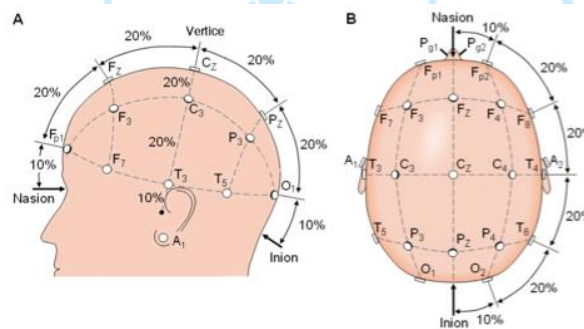 A
Vertice
20%
20%
Fz
Cz
20%
20%
F3
C3
Pz
20%
20%
P3
Fp1
F7
T3
T5
O1
10%
10%
10%
Nasion
A1
Inion
B
Nasion
10%
Pg1
Pg2
Fp1
Fp2
20%
F7
F3
Fz
F4
F8
20%
A1
T3
C3
Cz
C4
T4
A2
20%
T5
P3
Pz
P4
T6
O1
O2
20%
10%
Inion